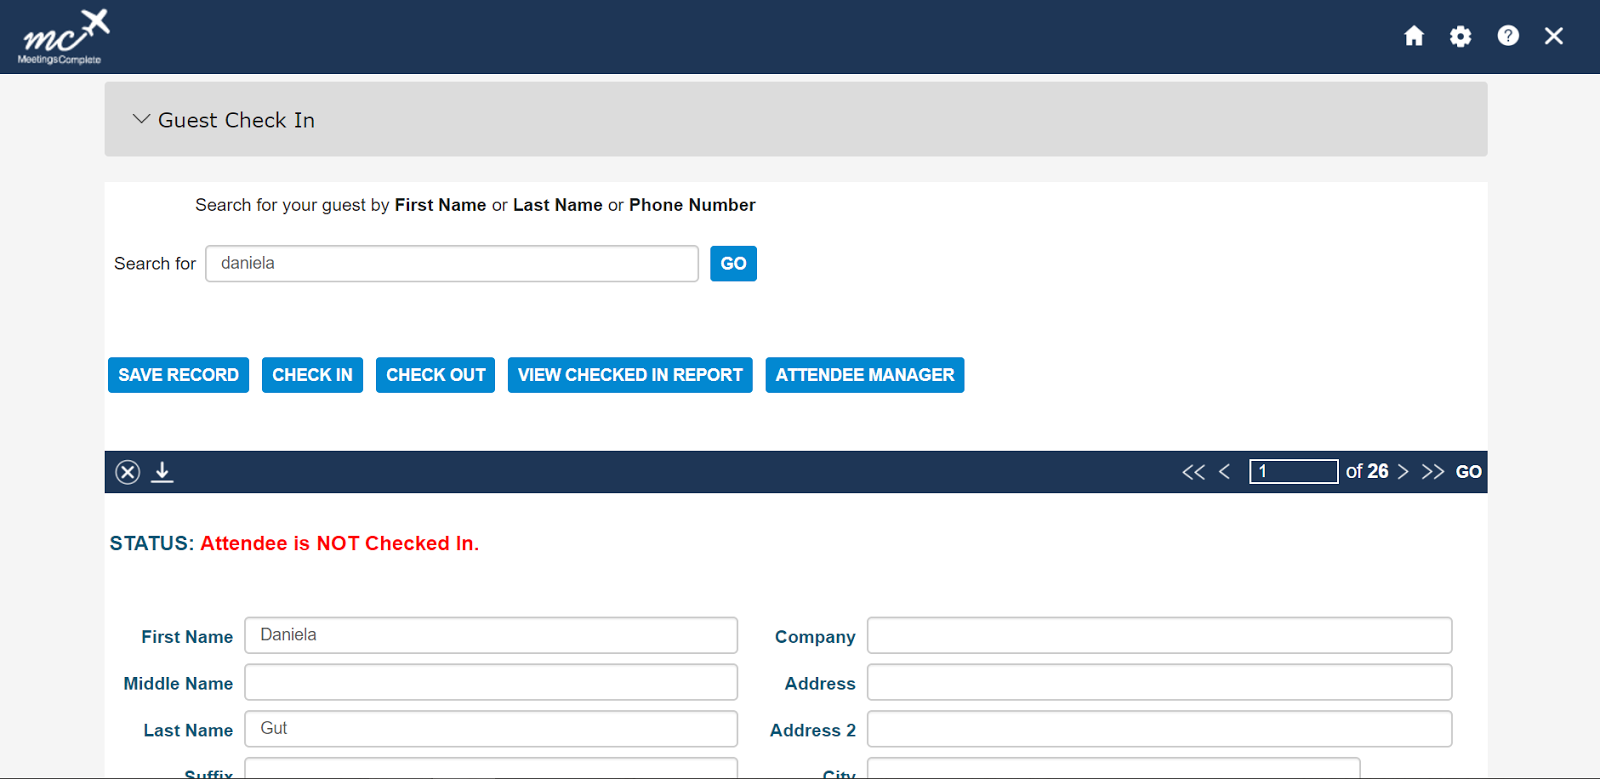 mc
MeetingsComplete
Guest Check In
Search for your guest by First Name or Last Name or Phone Number
Search for daniela GO
SAVE RECORD CHECK IN CHECK OUT VIEW CHECKED IN REPORT ATTENDEE MANAGER
<< < 1 of 26 > >> GO
STATUS: Attendee is NOT Checked In.
First Name Daniela Company
Middle Name Address
Last Name Gut Address 2
Suffix City